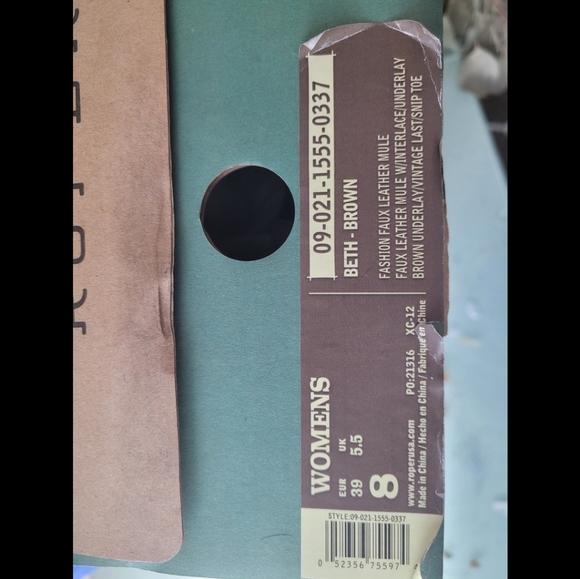 ROPER
09-021-1555-0337
BETH - BROWN
FASHION FAUX LEATHER MULE
FAUX LEATHER MULE W/INTERLACE/UNDERLAY
BROWN UNDERLAY/VINTAGE LAST/SNIP TOE
WOMENS
EUR UK
39 5.5
8
PO:21316 XC-12
www.roperusa.com
Made in China / Hecho en China / Fabriqué en Chine
STYLE:09-021-1555-0337
0 52356 75597 4